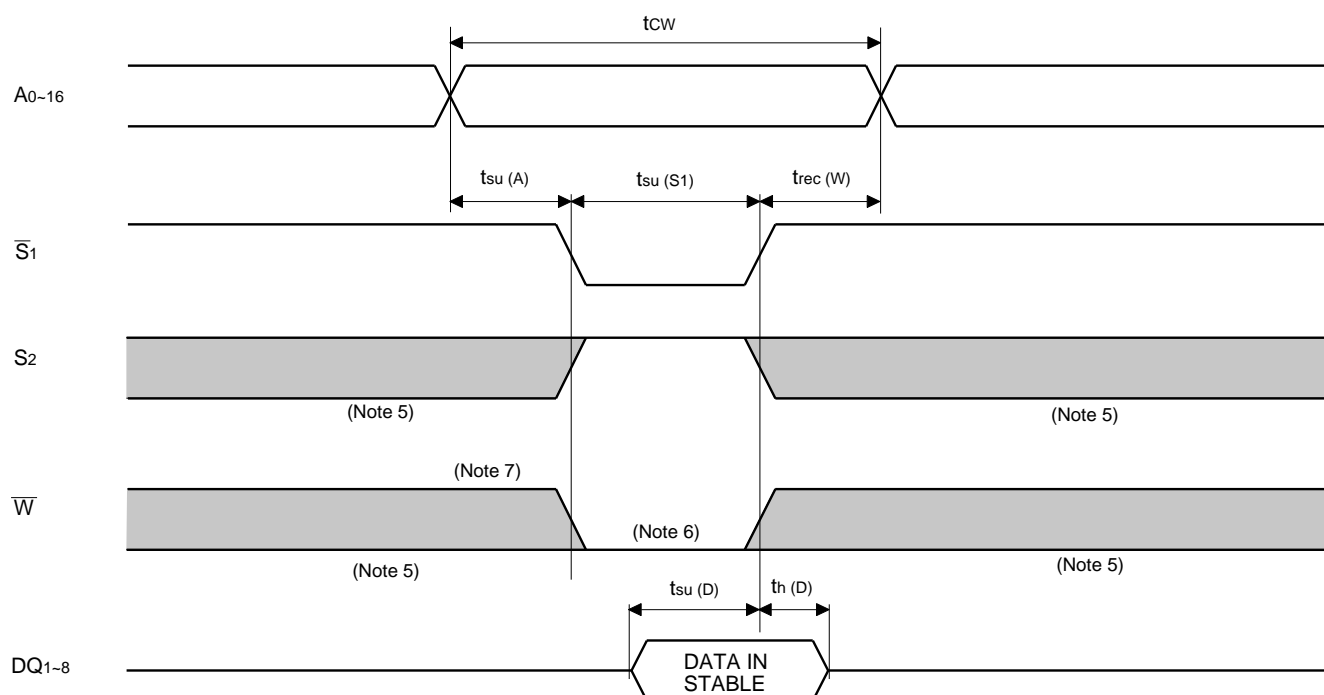 tCW
A0~16
tsu (A) tsu (S1) trec (W)
S̅1
S2
(Note 5) (Note 5)
(Note 7)
W̅
(Note 6)
(Note 5) (Note 5)
tsu (D) th (D)
DQ1~8
DATA IN
STABLE